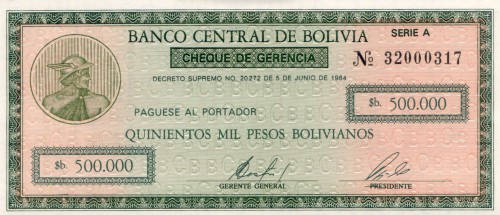 BANCO CENTRAL DE BOLIVIA
SERIE A
CHEQUE DE GERENCIA
Nº 32000317
DECRETO SUPREMO NO. 20272 DE 5 DE JUNIO DE 1984
PAGUESE AL PORTADOR
$b. 500.000
QUINIENTOS MIL PESOS BOLIVIANOS
$b. 500.000
GERENTE GENERAL
PRESIDENTE